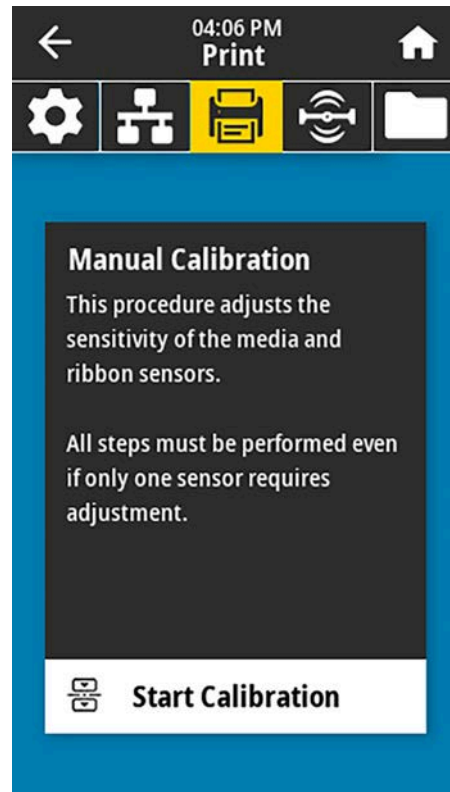 04:06 PM
Print
Manual Calibration
This procedure adjusts the
sensitivity of the media and
ribbon sensors.
All steps must be performed even
if only one sensor requires
adjustment.
Start Calibration